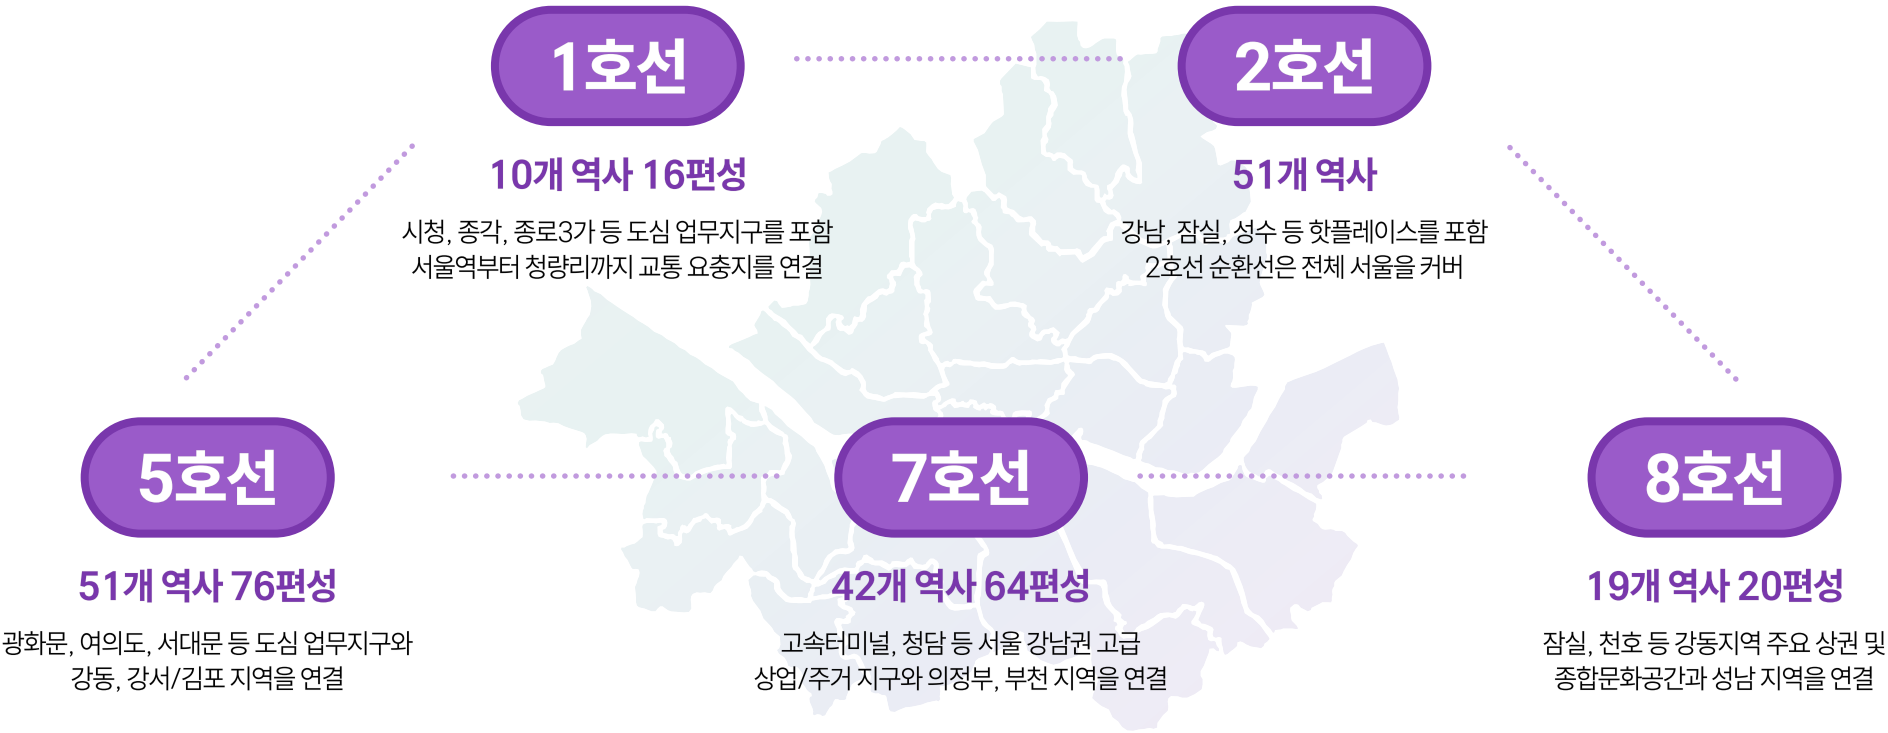 1호선
10개 역사 16편성
시청, 종각, 종로3가 등 도심 업무지구를 포함
서울역부터 청량리까지 교통 요충지를 연결
2호선
51개 역사
강남, 잠실, 성수 등 핫플레이스를 포함
2호선 순환선은 전체 서울을 커버
5호선
51개 역사 76편성
광화문, 여의도, 서대문 등 도심 업무지구와
강동, 강서/김포 지역을 연결
7호선
42개 역사 64편성
고속터미널, 청담 등 서울 강남권 고급
상업/주거 지구와 의정부, 부천 지역을 연결
8호선
19개 역사 20편성
잠실, 천호 등 강동지역 주요 상권 및
종합문화공간과 성남 지역을 연결